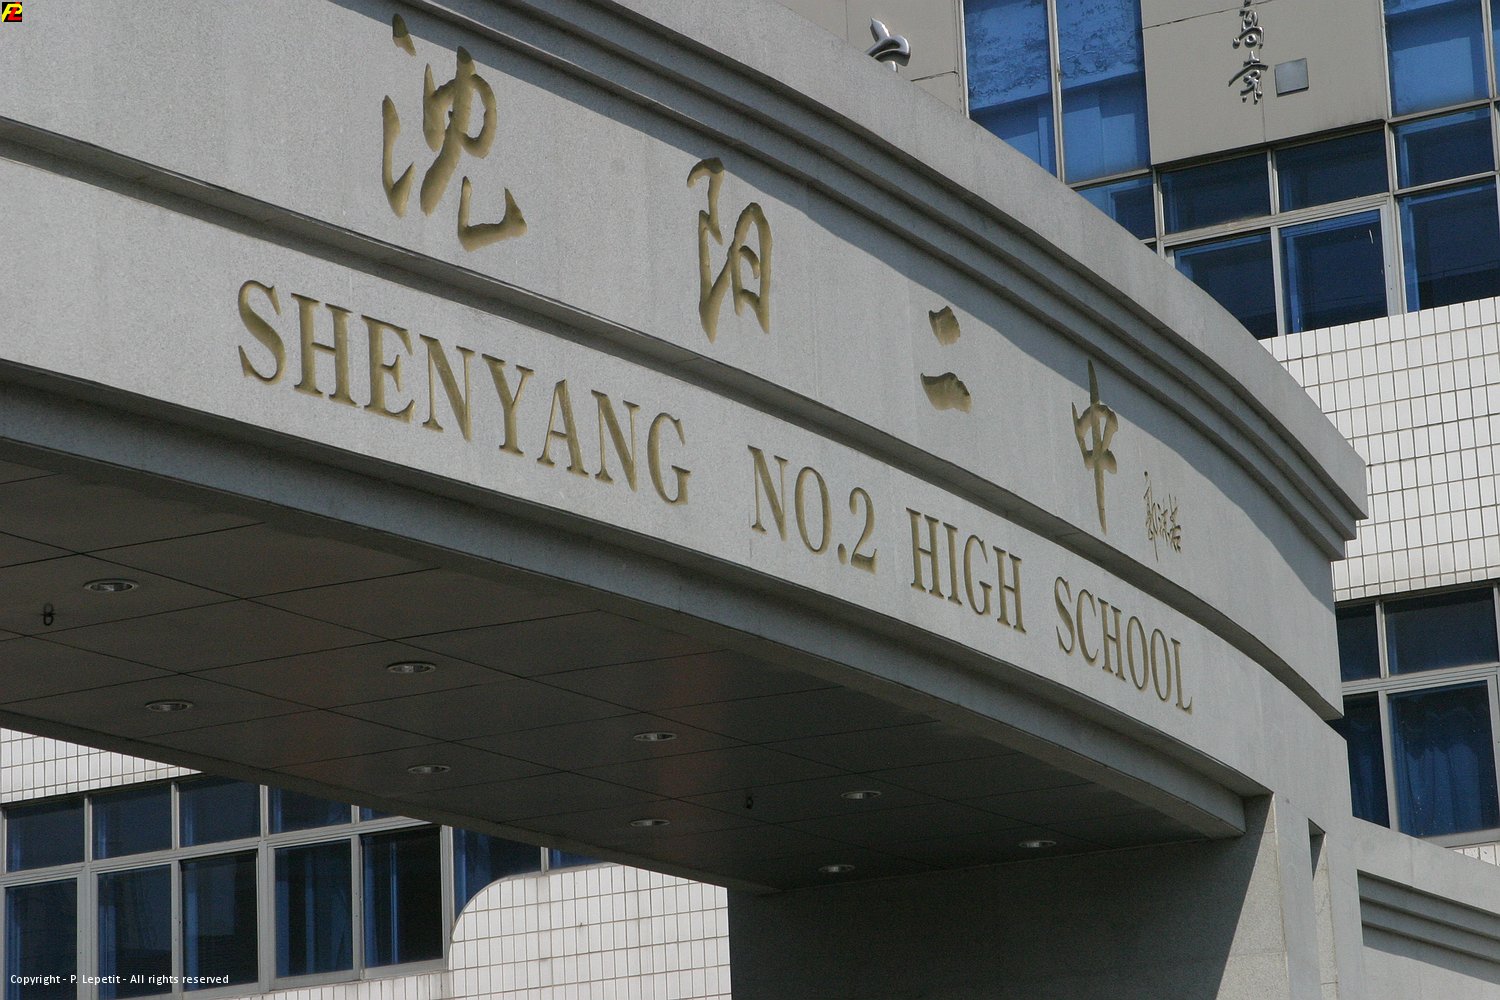 沈阳二中
SHENYANG NO.2 HIGH SCHOOL
Copyright - P. Lepetit - All rights reserved